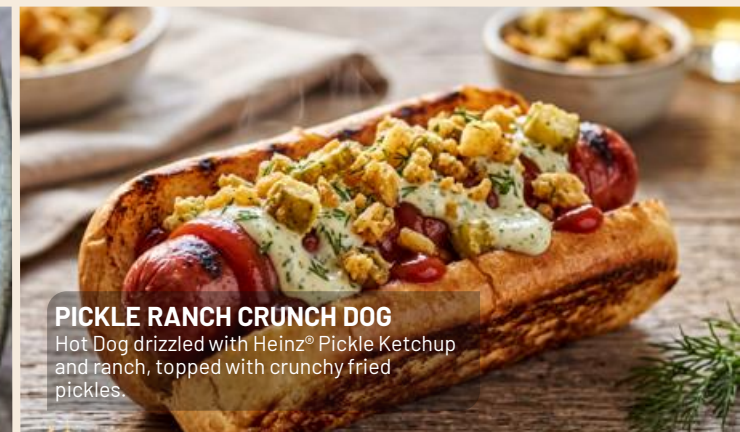 PICKLE RANCH CRUNCH DOG
Hot Dog drizzled with Heinz® Pickle Ketchup
and ranch, topped with crunchy fried
pickles.